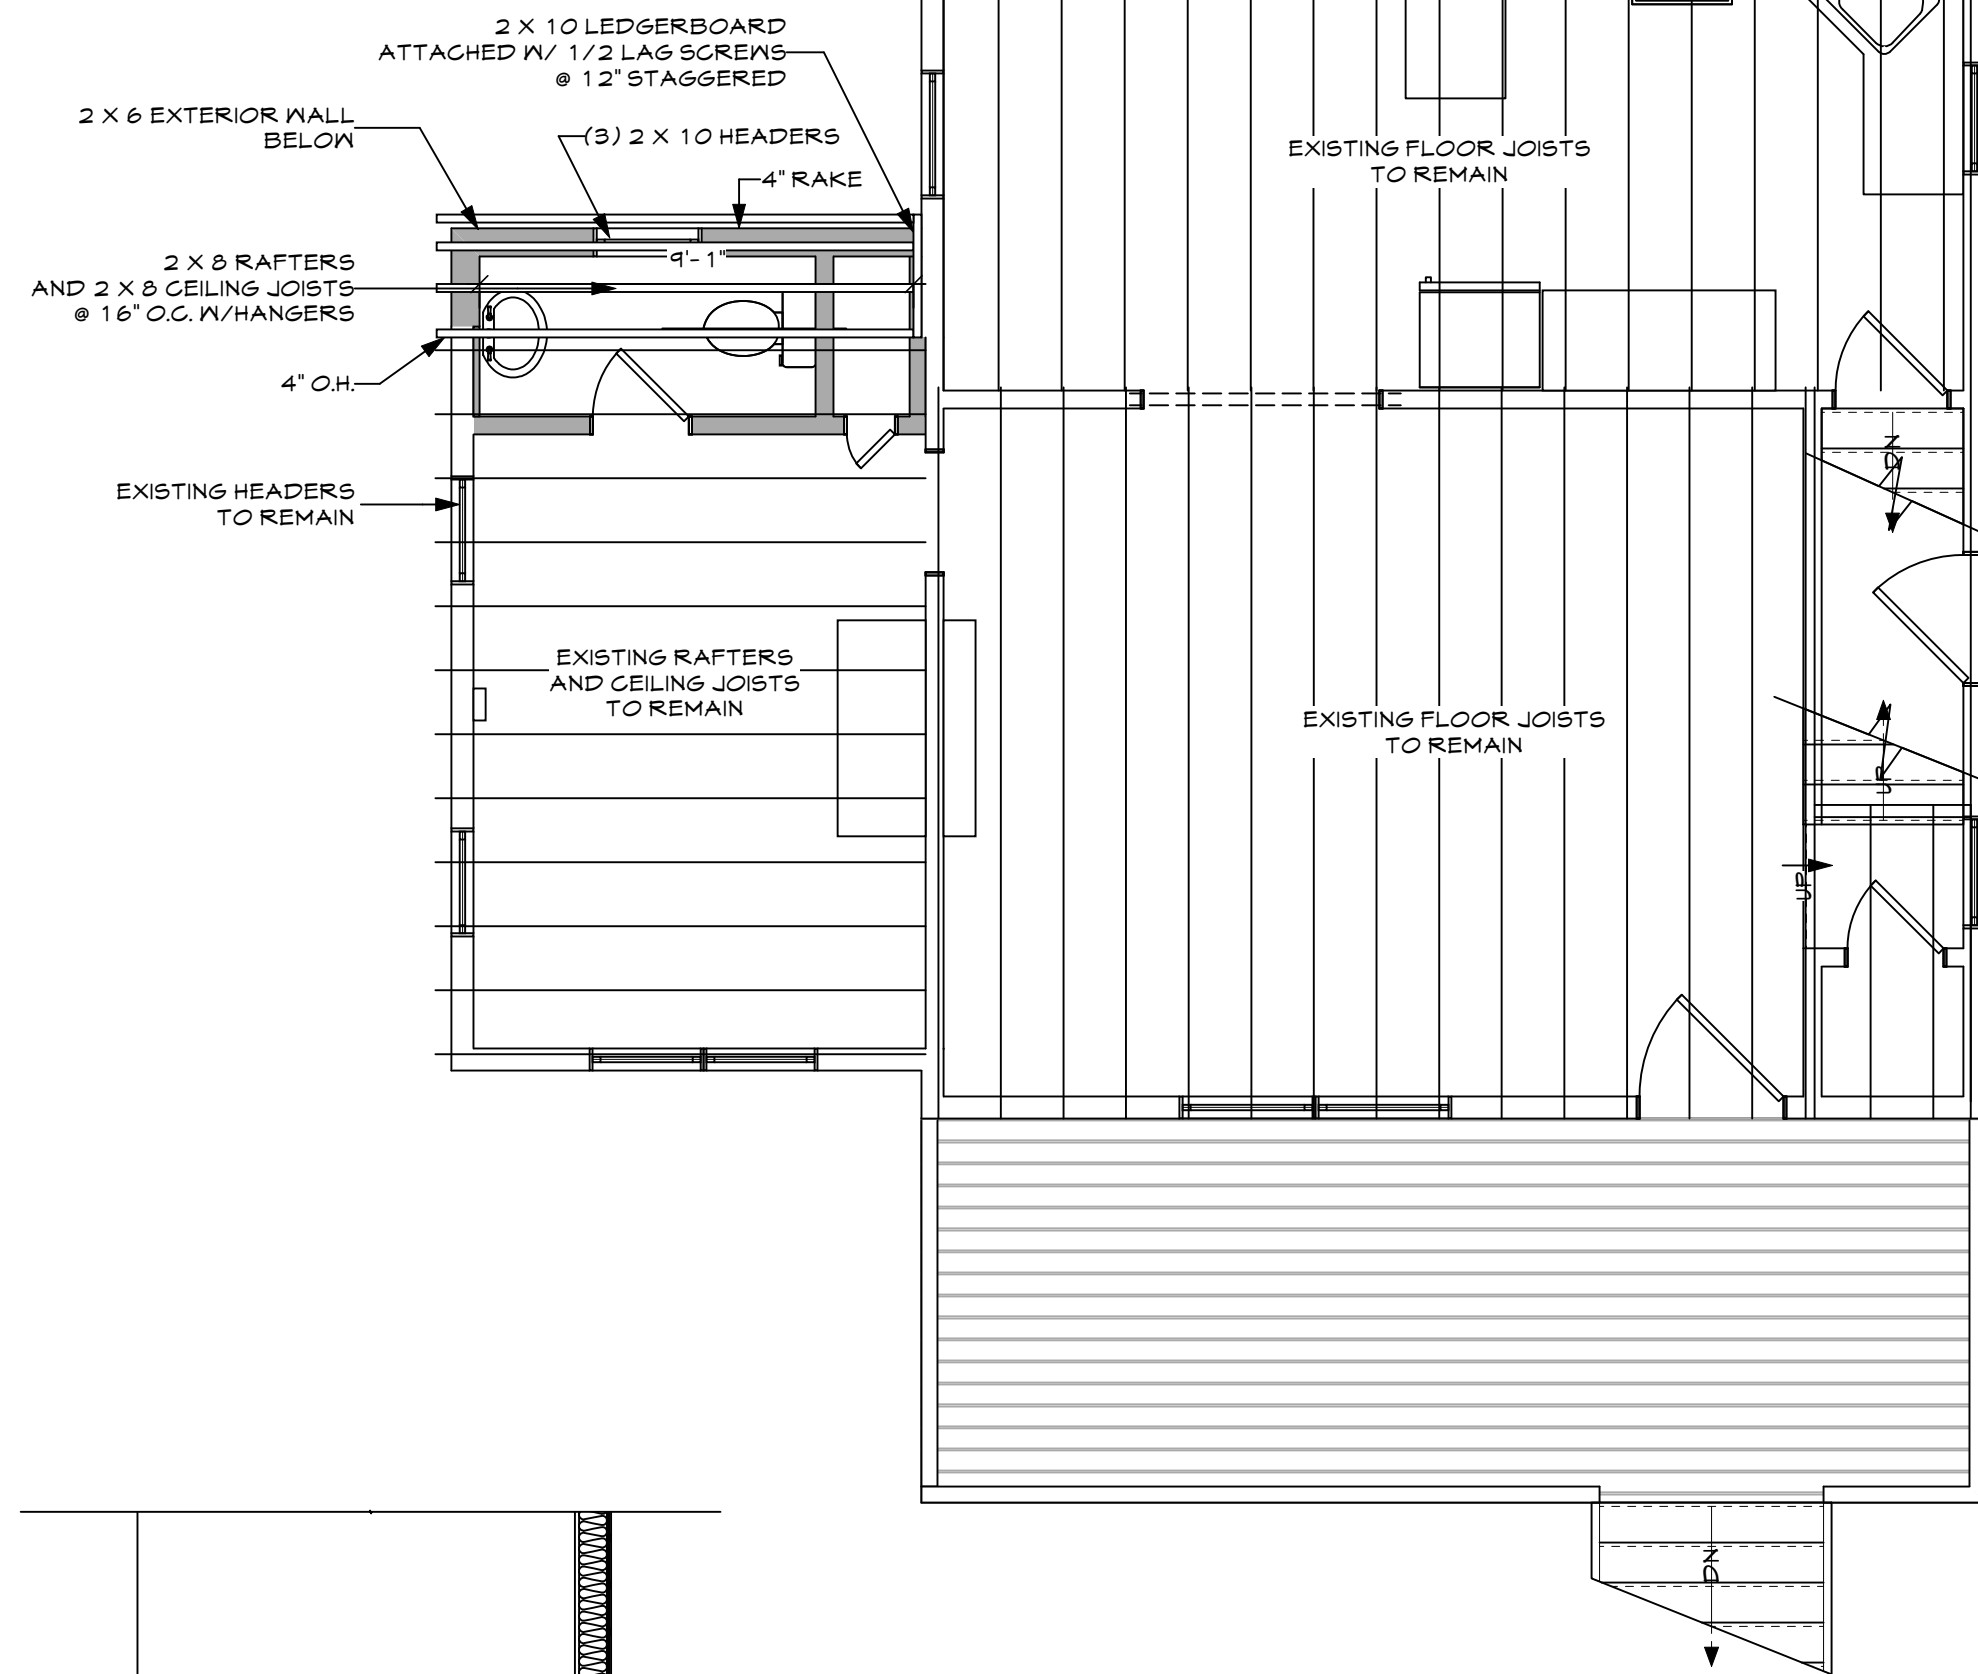 2 X 10 LEDGERBOARD
ATTACHED W/ 1/2 LAG SCREWS
@ 12" STAGGERED
2 X 6 EXTERIOR WALL
BELOW
(3) 2 X 10 HEADERS
4" RAKE
EXISTING FLOOR JOISTS
TO REMAIN
9'-1"
2 X 8 RAFTERS
AND 2 X 8 CEILING JOISTS
@ 16" O.C. W/HANGERS
4" O.H.
DN
EXISTING HEADERS
TO REMAIN
EXISTING RAFTERS
AND CEILING JOISTS
TO REMAIN
EXISTING FLOOR JOISTS
TO REMAIN
UP
UP
DN